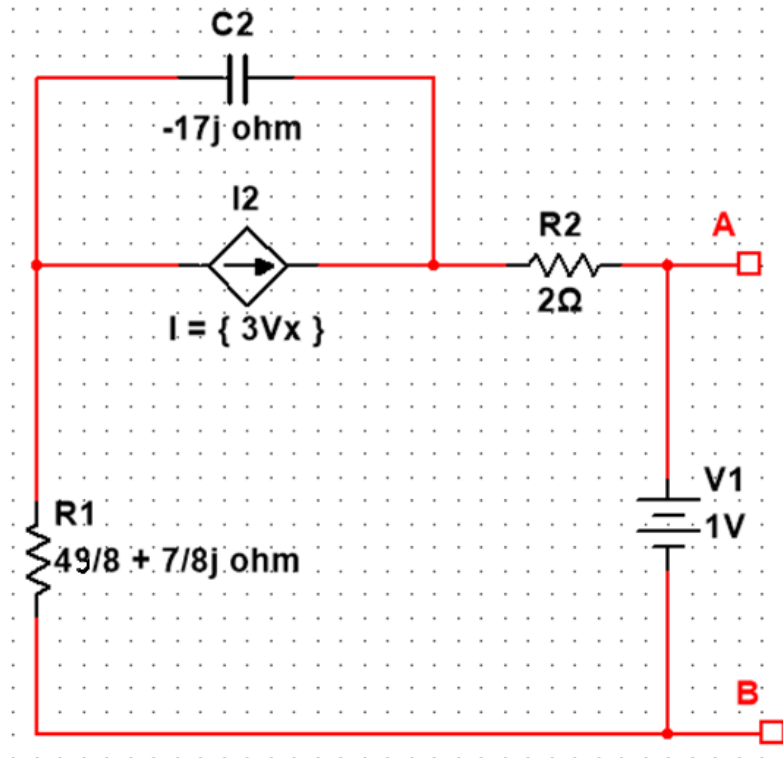 C2
-17j ohm
I2
I = { 3Vx }
R2
2Ω
A
R1
49/8 + 7/8j ohm
V1
1V
B